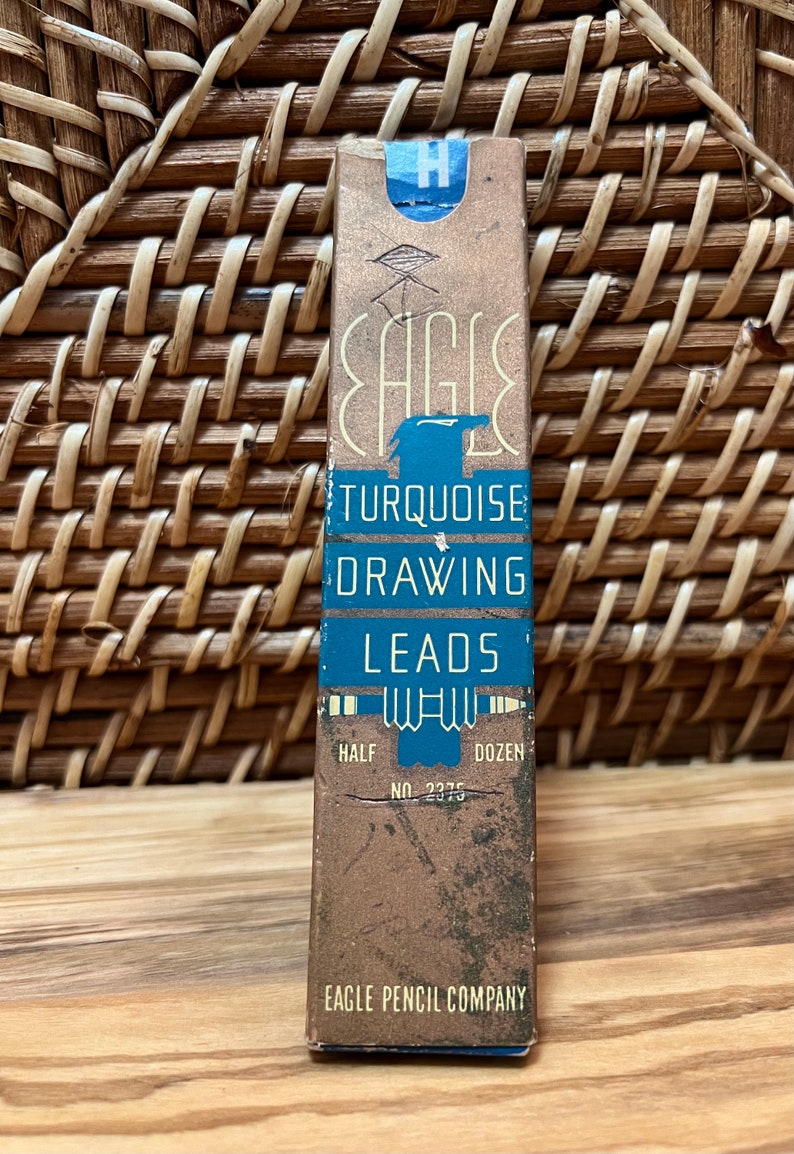 H
EAGLE
TURQUOISE
DRAWING
LEADS
HALF DOZEN
NO. 2375
EAGLE PENCIL COMPANY